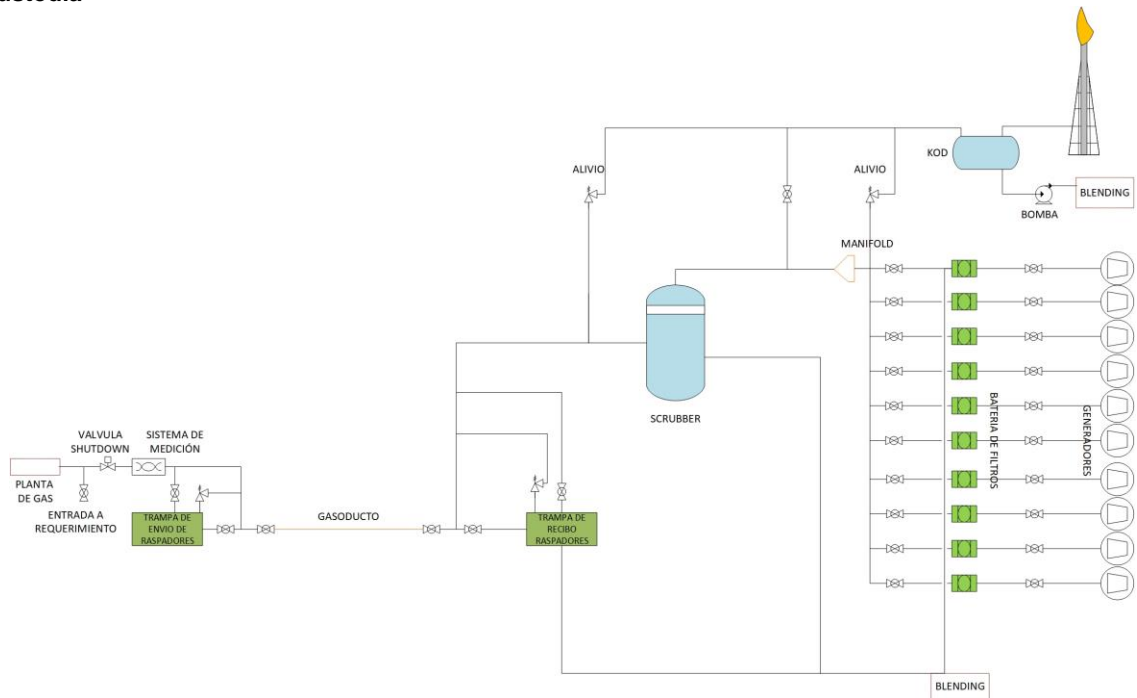 ALIVIO
ALIVIO
KOD
BLENDING
BOMBA
MANIFOLD
SCRUBBER
BATERIA DE FILTROS
GENERADORES
VALVULA
SHUTDOWN
SISTEMA DE
MEDICIÓN
PLANTA
DE GAS
ENTRADA A
REQUERIMIENTO
TRAMPA DE
ENVIO DE
RASPADORES
GASODUCTO
TRAMPA DE
RECIBO
RASPADORES
BLENDING